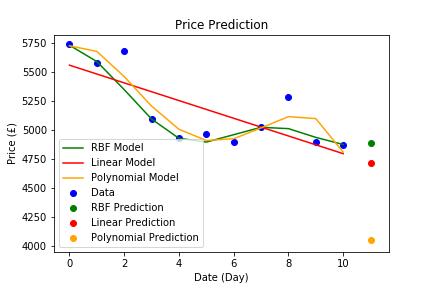 Price Prediction
Price (£)
5750
5500
5250
5000
4750
4500
4250
4000
RBF Model
Linear Model
Polynomial Model
Data
RBF Prediction
Linear Prediction
Polynomial Prediction
0 2 4 6 8 10
Date (Day)